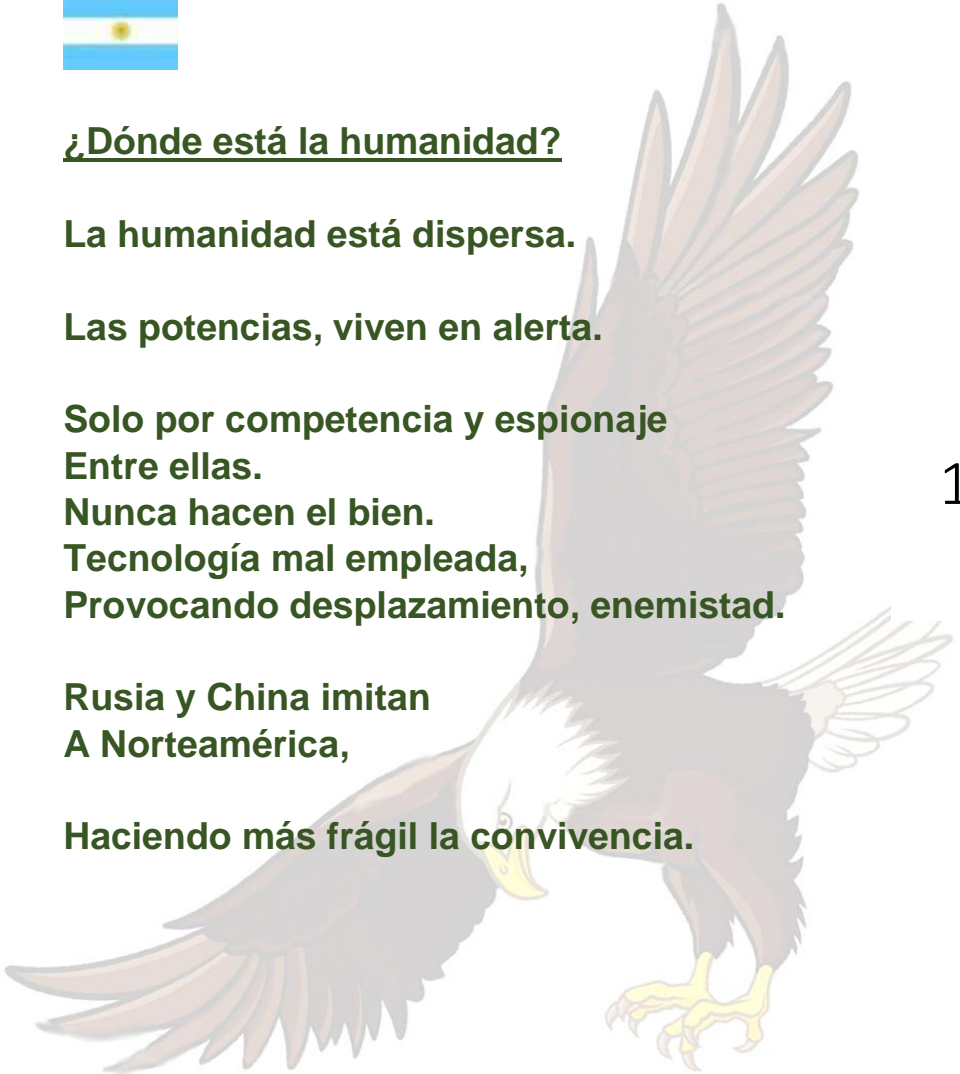 ¿Dónde está la humanidad?
La humanidad está dispersa.
Las potencias, viven en alerta.
Solo por competencia y espionaje
Entre ellas.
Nunca hacen el bien.
Tecnología mal empleada,
Provocando desplazamiento, enemistad.
Rusia y China imitan
A Norteamérica,
Haciendo más frágil la convivencia.
1